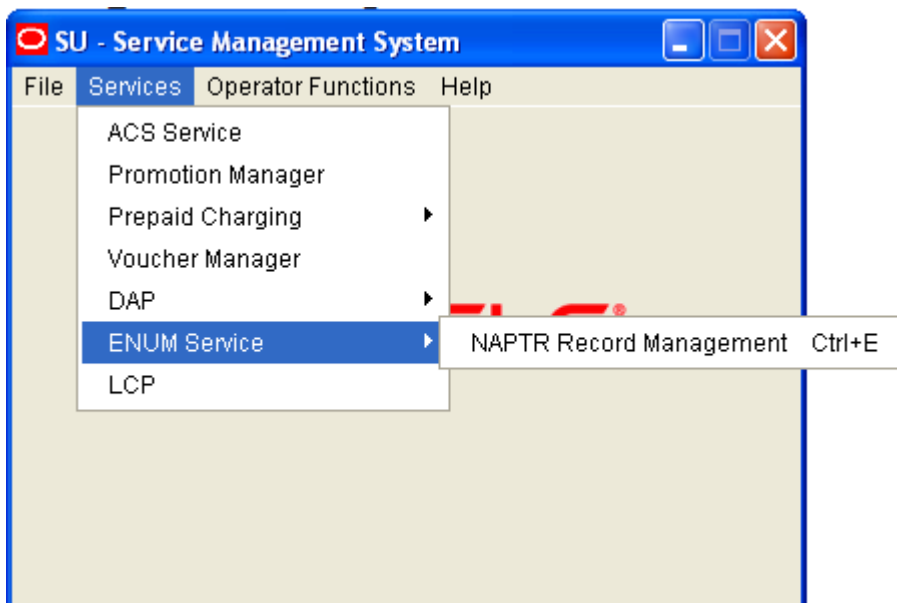 SU - Service Management System
File Services Operator Functions Help
ACS Service
Promotion Manager
Prepaid Charging
Voucher Manager
DAP
ENUM Service
NAPTR Record Management Ctrl+E
LCP